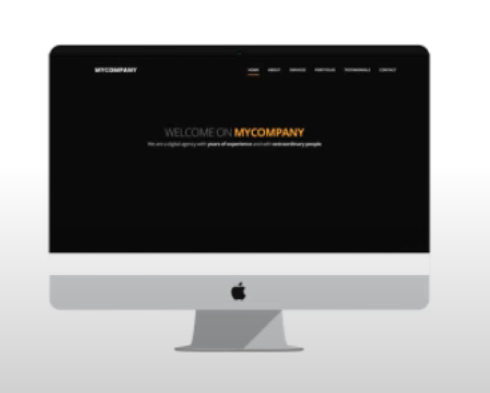 MYCOMPANY
HOME ABOUT SERVICES PORTFOLIO TESTIMONIALS CONTACT
WELCOME ON MYCOMPANY
We are a digital agency with years of experience and with extraordinary people